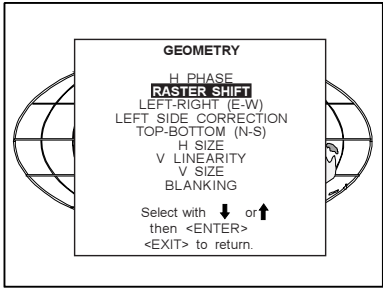 GEOMETRY
H PHASE
RASTER SHIFT
LEFT-RIGHT (E-W)
LEFT SIDE CORRECTION
TOP-BOTTOM (N-S)
H SIZE
V LINEARITY
V SIZE
BLANKING
Select with ⬇ or ⬆
then <ENTER>
<EXIT> to return.